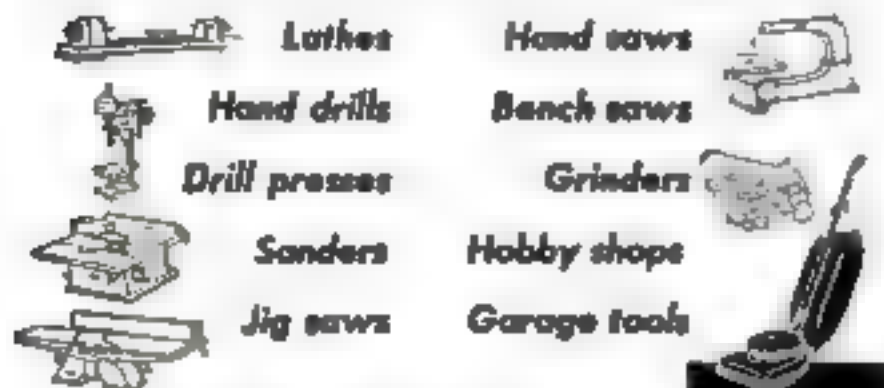 Lathes
Hand drills
Drill presses
Sanders
Jig saws
Hand saws
Bench saws
Grinders
Hobby shops
Garage tools